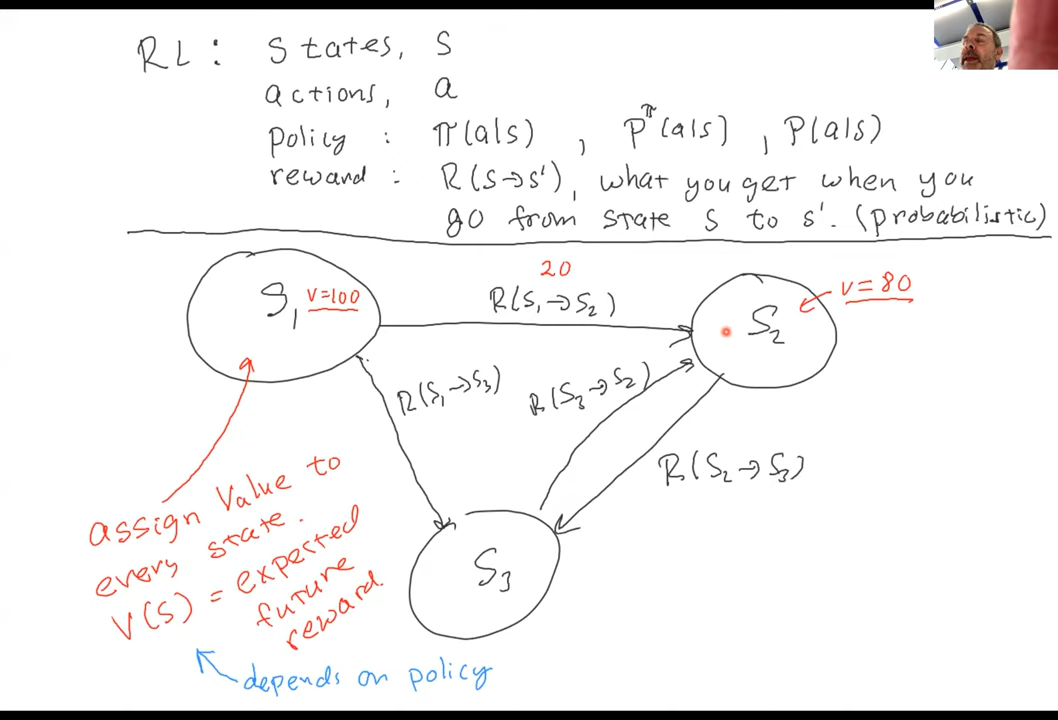 RL: States, S
actions, a
policy : π(a|s) , P^π(a|s) , P(a|s)
reward : R(S→S'), what you get when you
go from state S to S'. (probabilistic)
20
R(S₁→S₂)
S₁ V=100
S₂
V=80
R(S₁→S₃)
R(S₃→S₂)
R(S₂→S₃)
S₃
assign value to
every state.
V(S) = expected
future
reward.
depends on policy